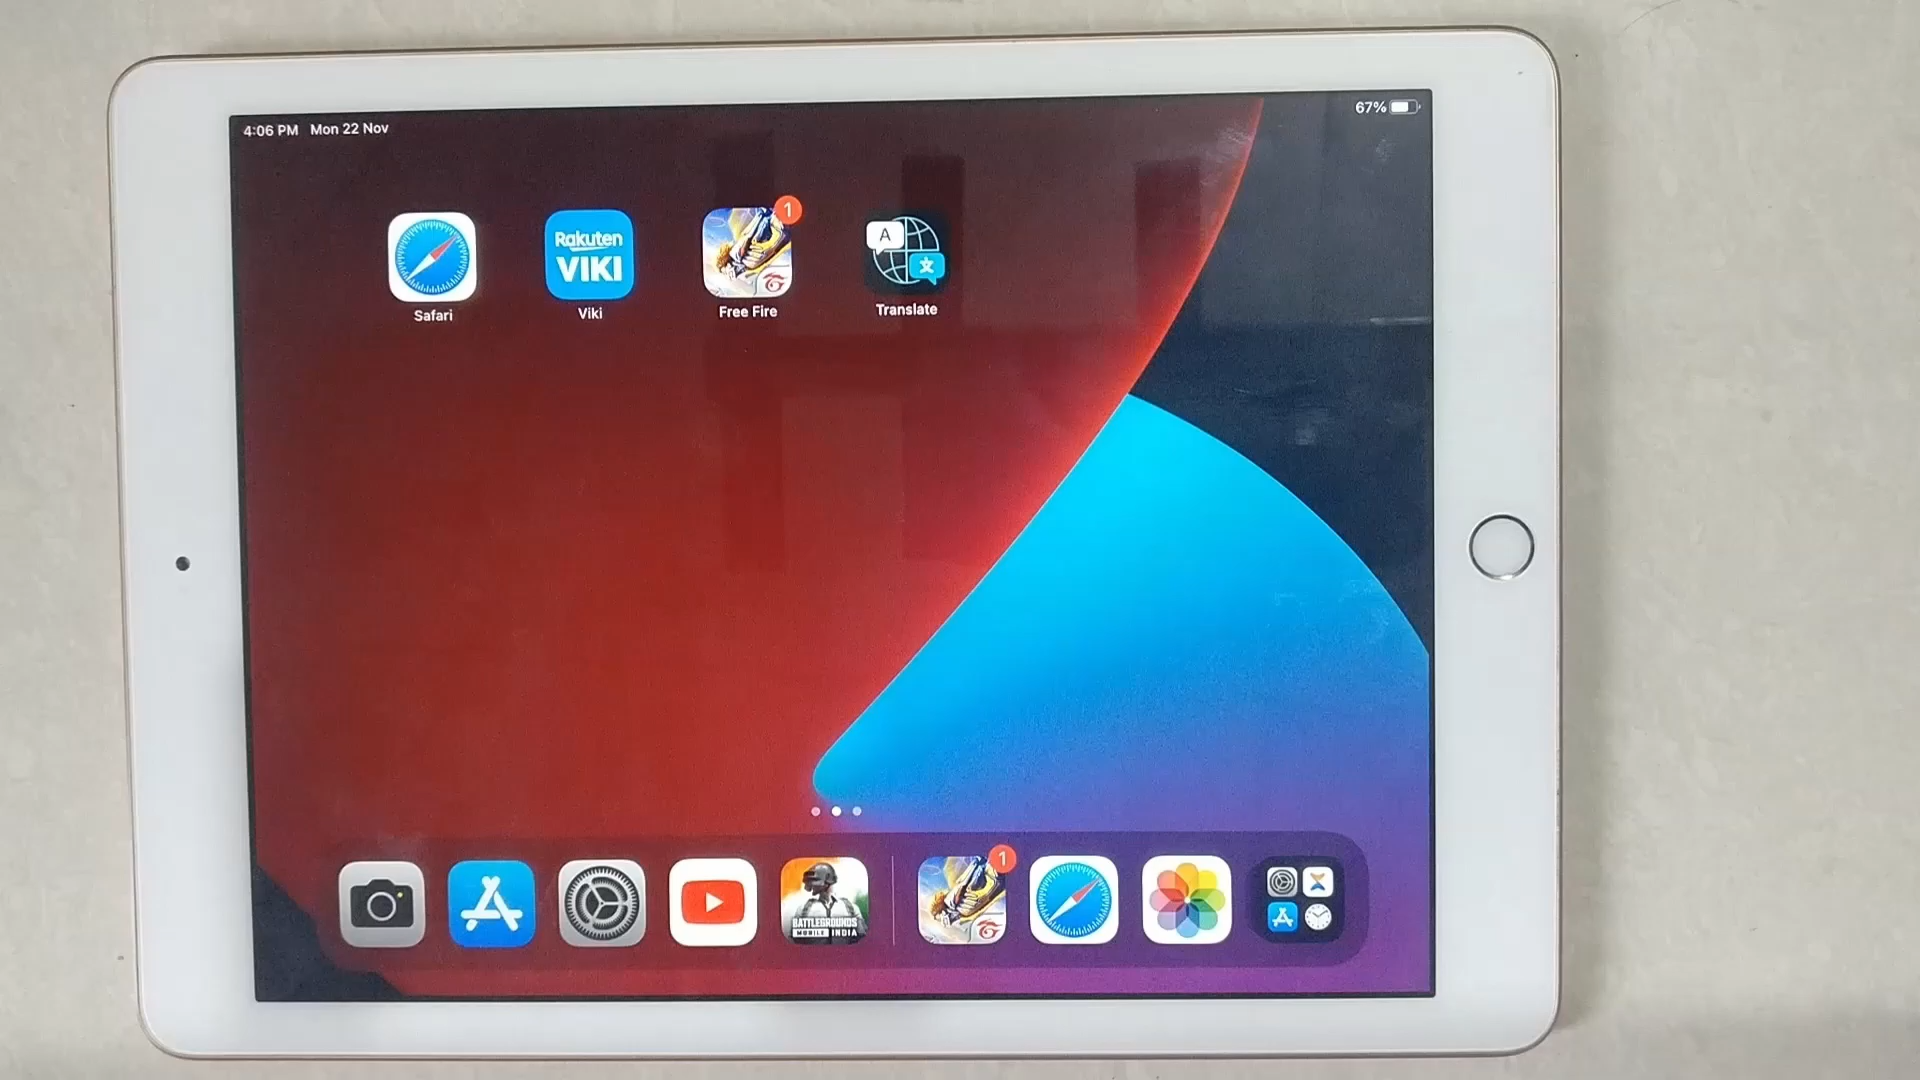 4:06 PM Mon 22 Nov
67%
Rakuten
VIKI
1
A
文
Safari
Viki
Free Fire
Translate
1
BATTLEGROUNDS
MOBILE INDIA